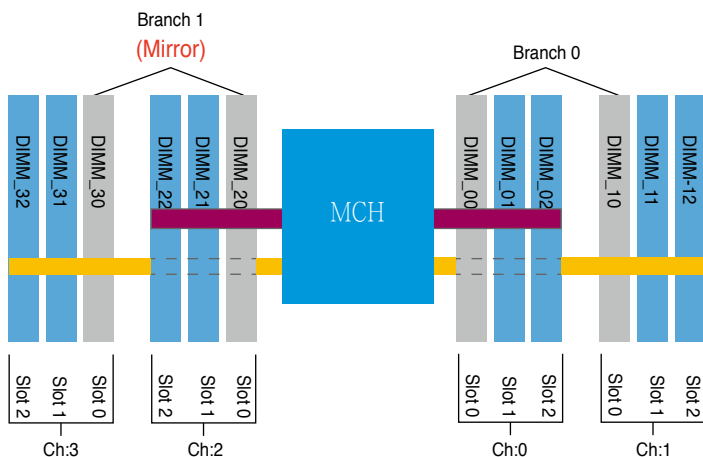 Branch 1
(Mirror)
Branch 0
DIMM_32
DIMM_31
DIMM_30
DIMM_22
DIMM_21
DIMM_20
MCH
DIMM_00
DIMM_01
DIMM_02
DIMM_10
DIMM_11
DIMM-12
Slot 2
Slot 1
Slot 0
Slot 2
Slot 1
Slot 0
Slot 0
Slot 1
Slot 2
Slot 0
Slot 1
Slot 2
Ch:3
Ch:2
Ch:0
Ch:1